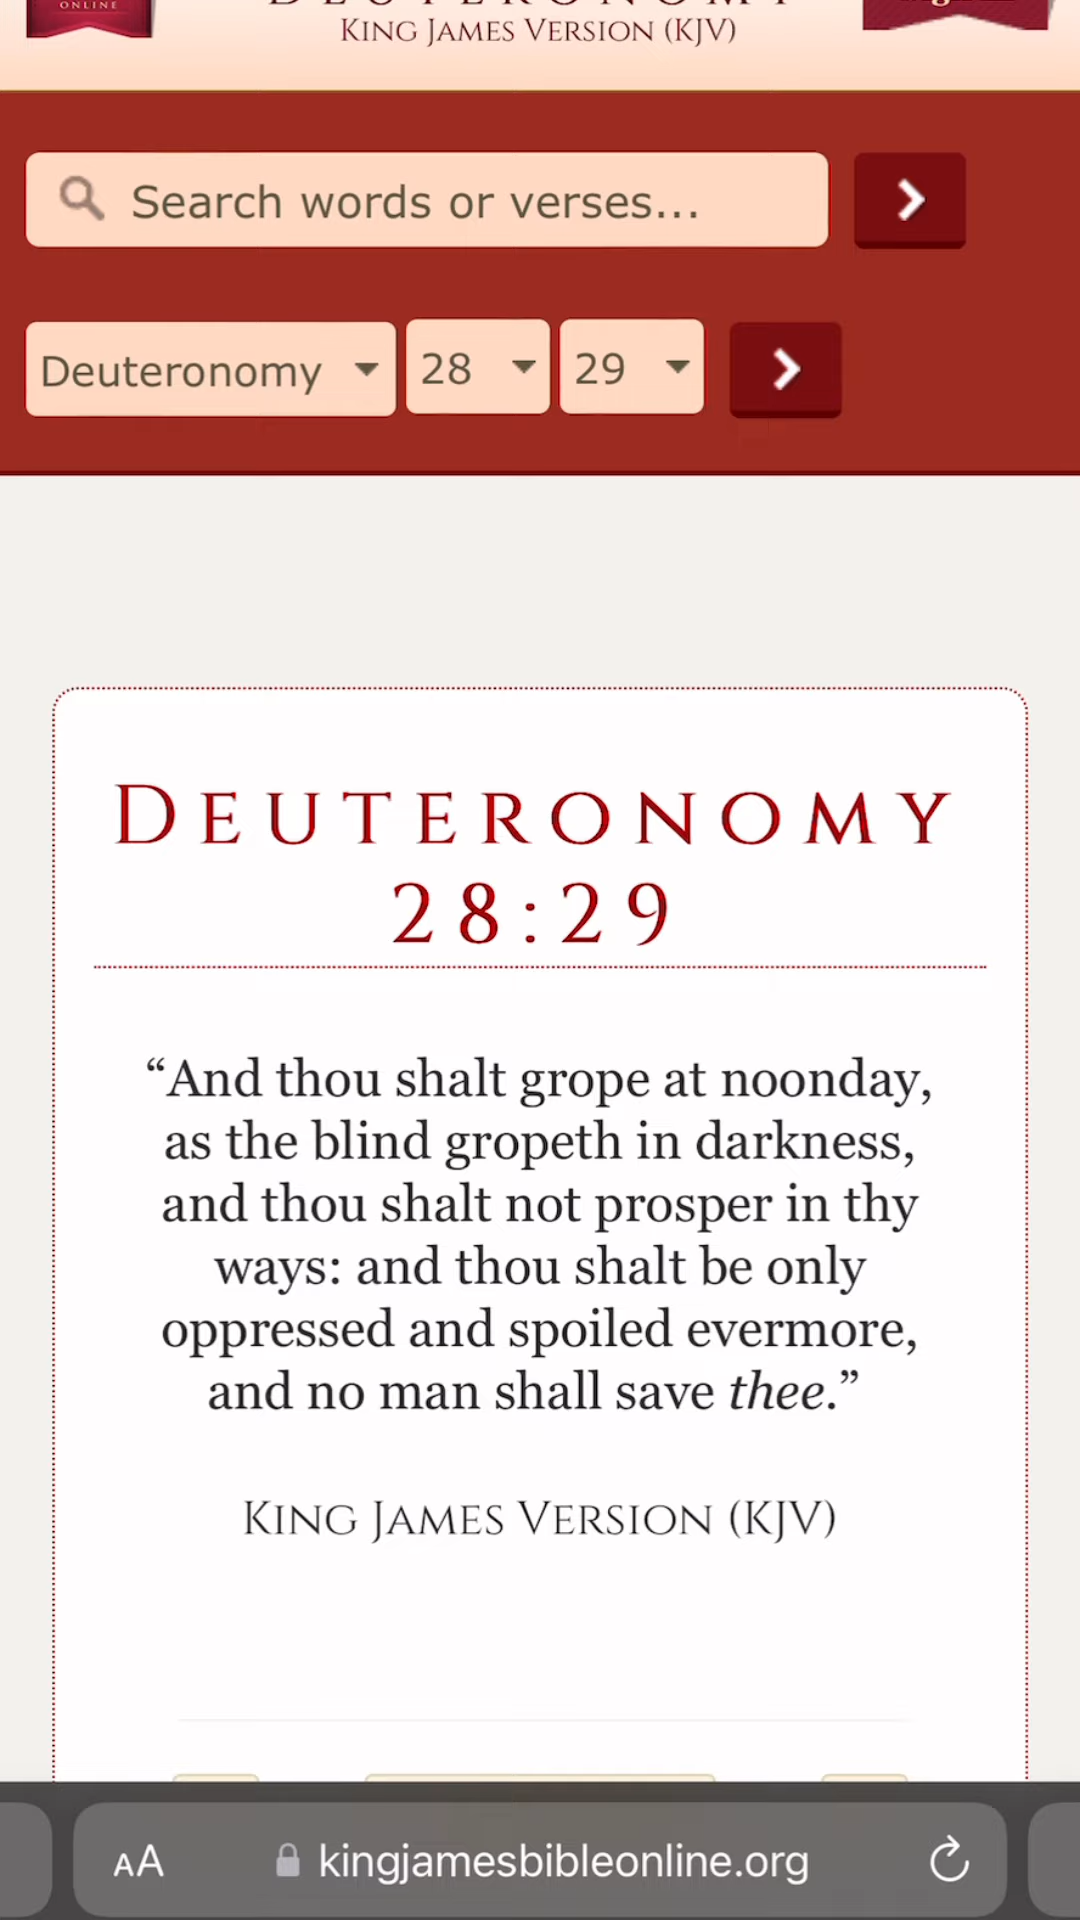 ONLINE
DEUTERONOMY
KING JAMES VERSION (KJV)
Search words or verses...
Deuteronomy 28 29
DEUTERONOMY
28:29
“And thou shalt grope at noonday,
as the blind gropeth in darkness,
and thou shalt not prosper in thy
ways: and thou shalt be only
oppressed and spoiled evermore,
and no man shall save thee.”
KING JAMES VERSION (KJV)
AA kingjamesbibleonline.org